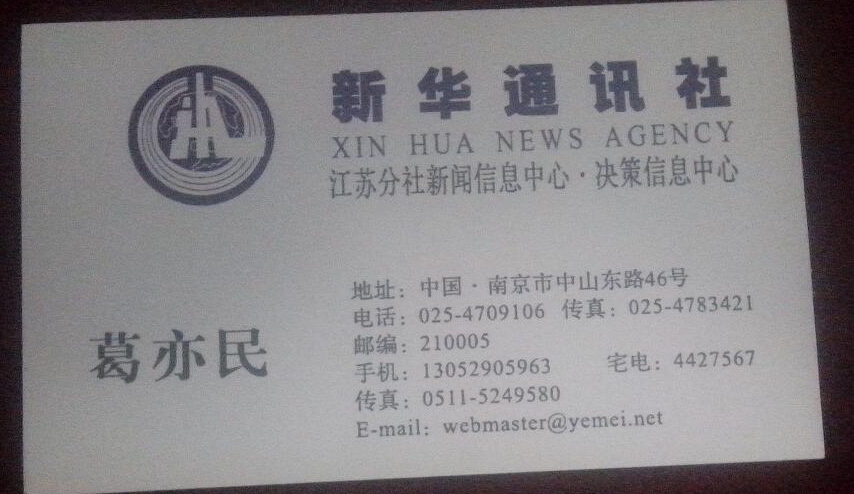 新华通讯社
XIN HUA NEWS AGENCY
江苏分社新闻信息中心·决策信息中心
葛亦民
地址：中国·南京市中山东路46号
电话：025-4709106 传真：025-4783421
邮编：210005
手机：13052905963 宅电：4427567
传真：0511-5249580
E-mail：webmaster@yemei.net